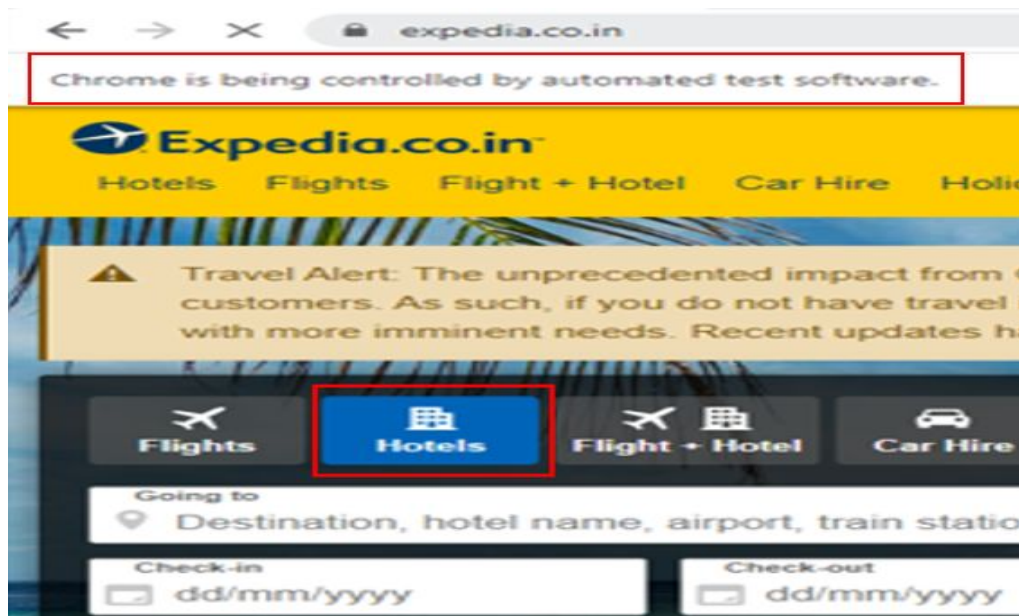 expedia.co.in
Chrome is being controlled by automated test software.
Expedia.co.in
Hotels Flights Flight + Hotel Car Hire
Travel Alert: The unprecedented impact from
customers. As such, if you do not have travel
with more imminent needs. Recent updates
Flights Hotels Flight + Hotel Car Hire
Going to
Destination, hotel name, airport, train
Check-in Check-out
dd/mm/yyyy dd/mm/yyyy